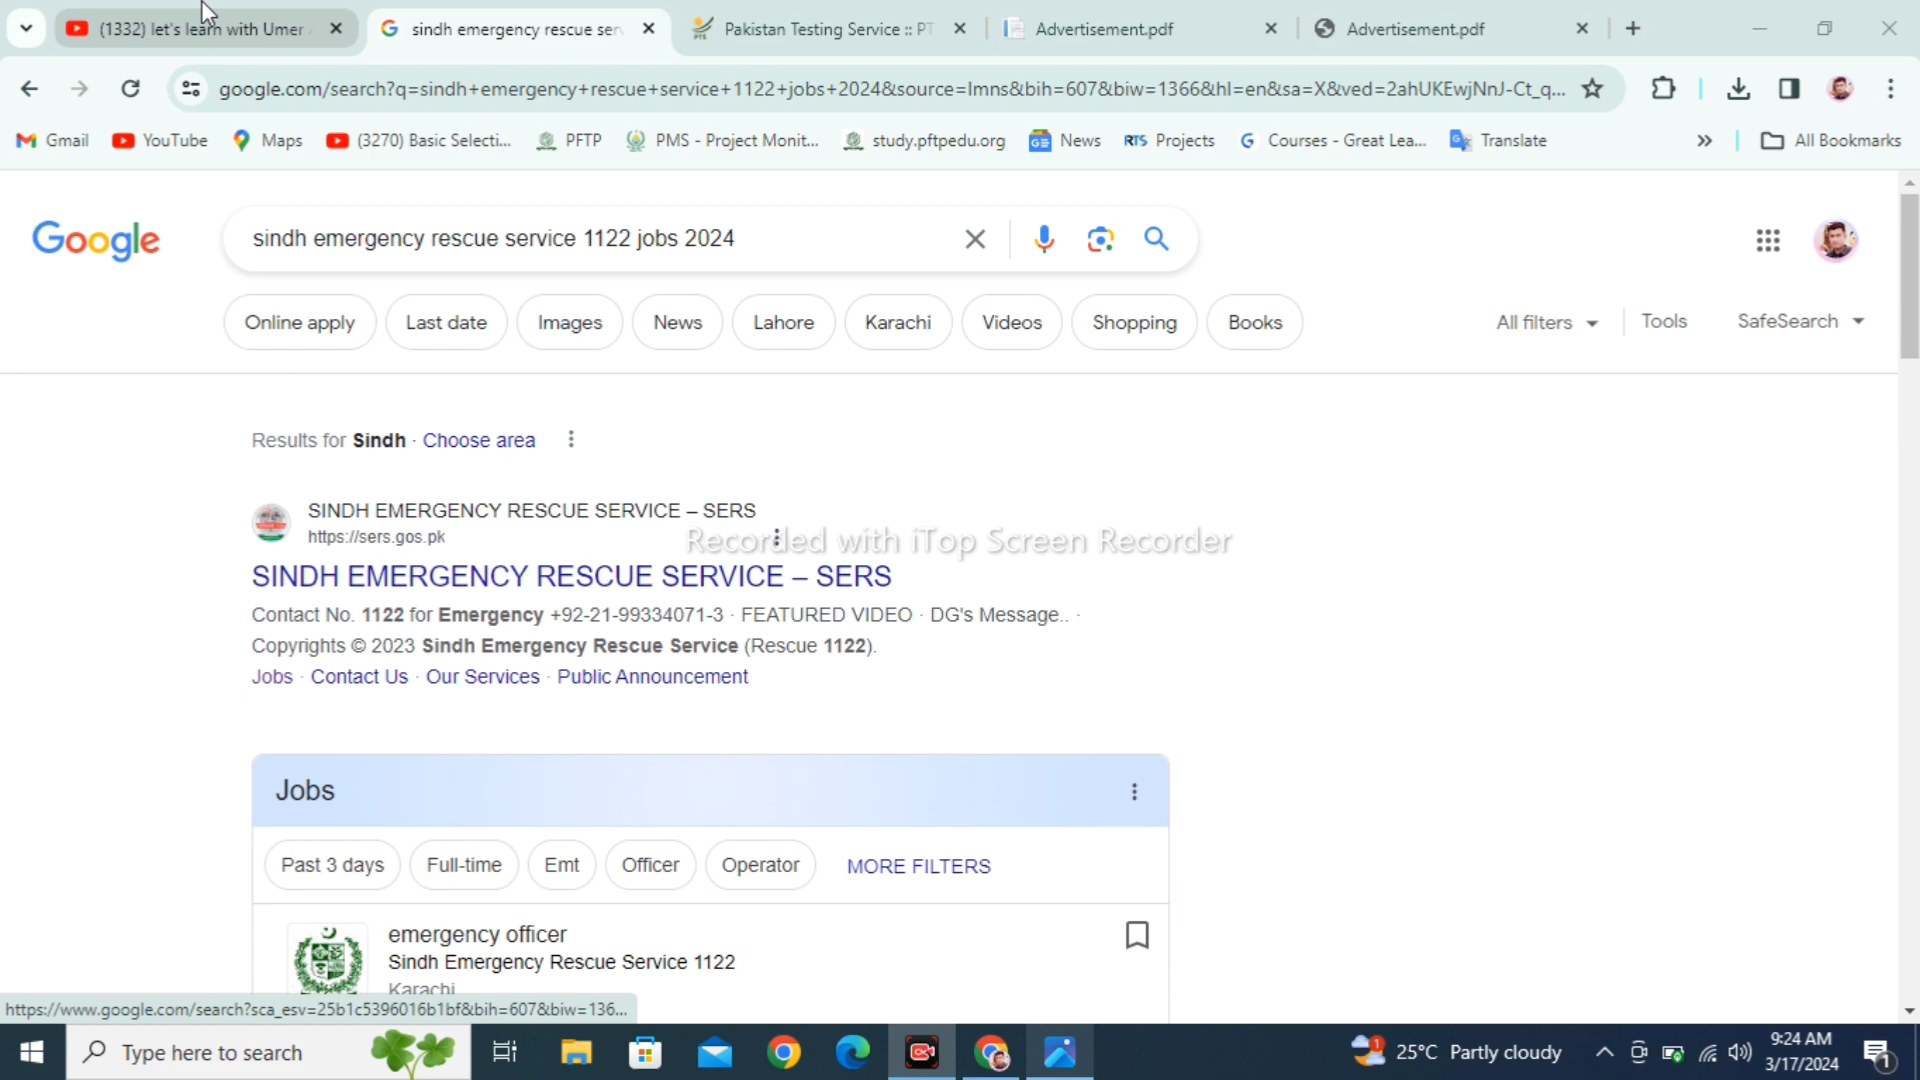 (1332) let's learn with Umer
sindh emergency rescue ser
Pakistan Testing Service :: PT
Advertisement.pdf
Advertisement.pdf
google.com/search?q=sindh+emergency+rescue+service+1122+jobs+2024&source=lmns&bih=607&biw=1366&hl=en&sa=X&ved=2ahUKEwjNnJ-Ct_q...
Gmail
YouTube
Maps
(3270) Basic Selecti...
PFTP
PMS - Project Monit...
study.pftpedu.org
News
RTS Projects
Courses - Great Lea...
Translate
All Bookmarks
Google
sindh emergency rescue service 1122 jobs 2024
Online apply
Last date
Images
News
Lahore
Karachi
Videos
Shopping
Books
All filters
Tools
SafeSearch
Results for Sindh · Choose area
SINDH EMERGENCY RESCUE SERVICE – SERS
https://sers.gos.pk
Recorded with iTop Screen Recorder
SINDH EMERGENCY RESCUE SERVICE – SERS
Contact No. 1122 for Emergency +92-21-99334071-3 · FEATURED VIDEO · DG's Message.. ·
Copyrights © 2023 Sindh Emergency Rescue Service (Rescue 1122).
Jobs · Contact Us · Our Services · Public Announcement
Jobs
Past 3 days
Full-time
Emt
Officer
Operator
MORE FILTERS
emergency officer
Sindh Emergency Rescue Service 1122
Karachi
https://www.google.com/search?sca_esv=25b1c5396016b1bf&bih=607&biw=136...
Type here to search
1
25°C Partly cloudy
9:24 AM
3/17/2024
1